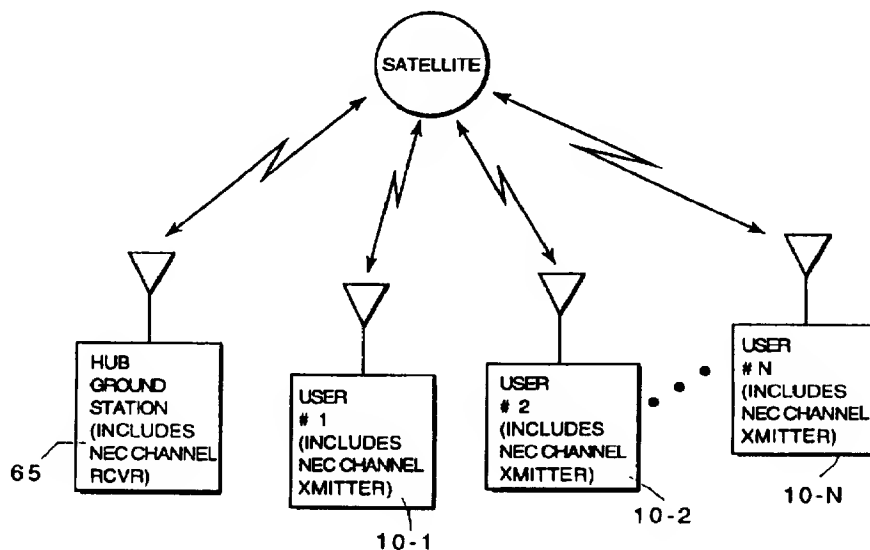 SATELLITE
HUB
GROUND
STATION
(INCLUDES
NEC CHANNEL
RCVR)
65
USER
# 1
(INCLUDES
NEC CHANNEL
XMITTER)
10-1
USER
# 2
(INCLUDES
NEC CHANNEL
XMITTER)
10-2
USER
# N
(INCLUDES
NEC CHANNEL
XMITTER)
10-N